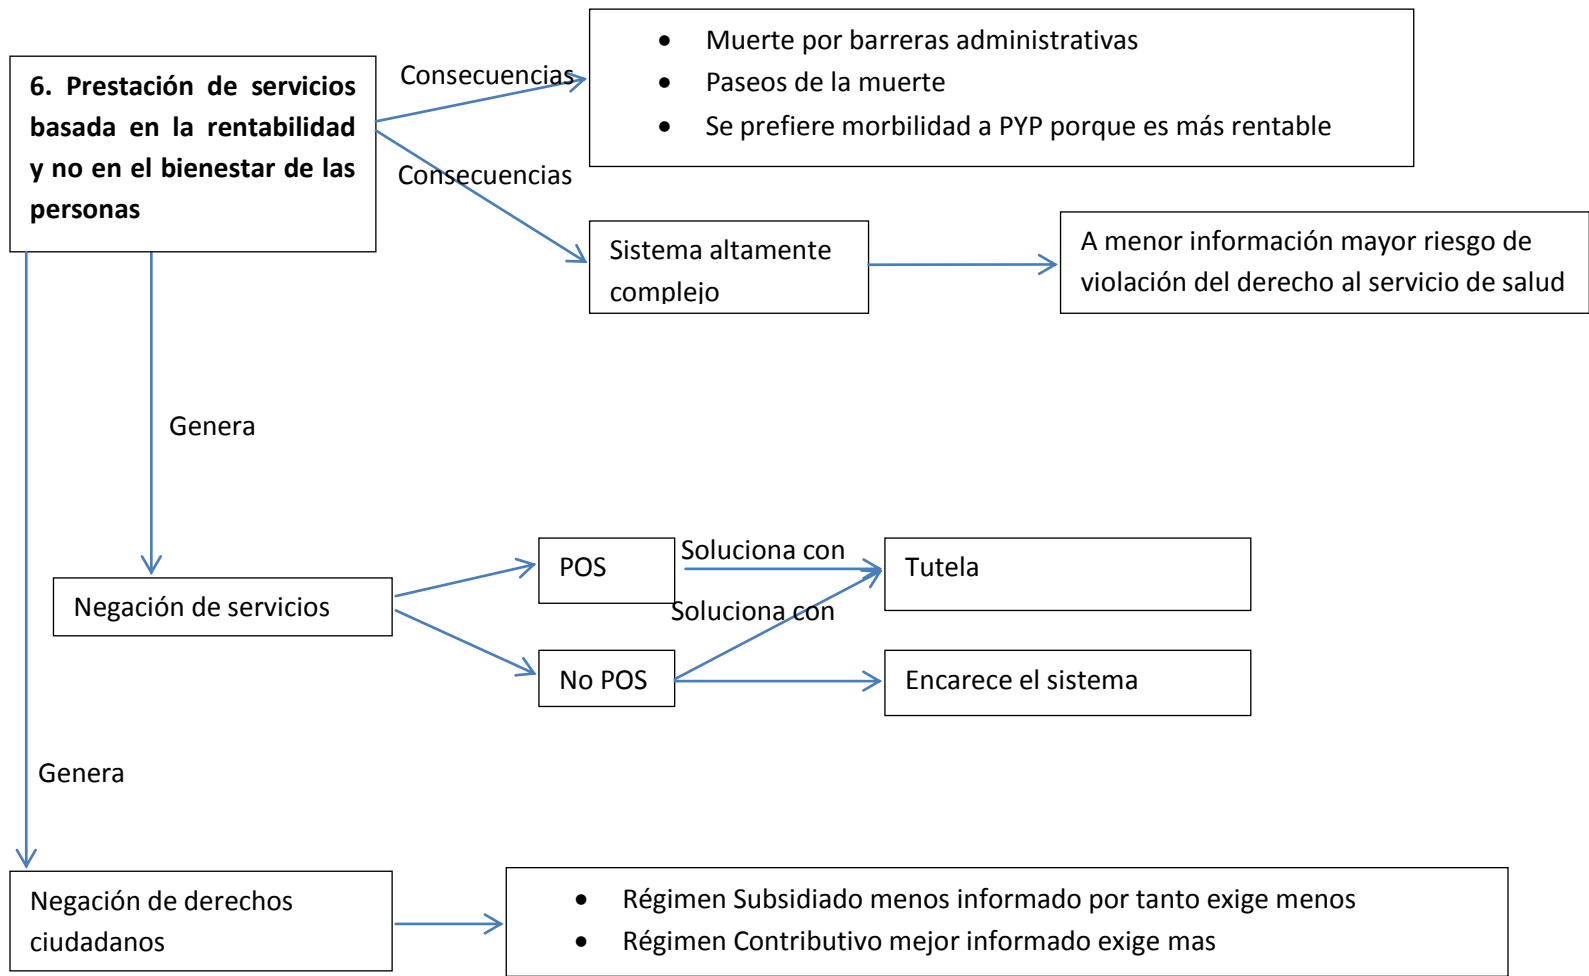 6. Prestación de servicios
basada en la rentabilidad
y no en el bienestar de las
personas
Consecuencias
• Muerte por barreras administrativas
• Paseos de la muerte
• Se prefiere morbilidad a PYP porque es más rentable
Consecuencias
Sistema altamente
complejo
A menor información mayor riesgo de
violación del derecho al servicio de salud
Genera
Negación de servicios
POS
Soluciona con
Tutela
Soluciona con
No POS
Encarece el sistema
Genera
Negación de derechos
ciudadanos
• Régimen Subsidiado menos informado por tanto exige menos
• Régimen Contributivo mejor informado exige mas